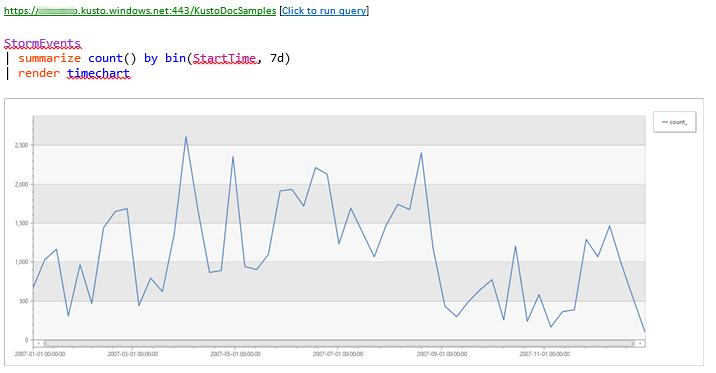 https://.kusto.windows.net:443/KustoDocSamples [Click to run query]
StormEvents
| summarize count() by bin(StartTime, 7d)
| render timechart
count_
2,500
2,000
1,500
1,000
500
0
2007-01-01 00:00:00 2007-03-01 00:00:00 2007-05-01 00:00:00 2007-07-01 00:00:00 2007-09-01 00:00:00 2007-11-01 00:00:00